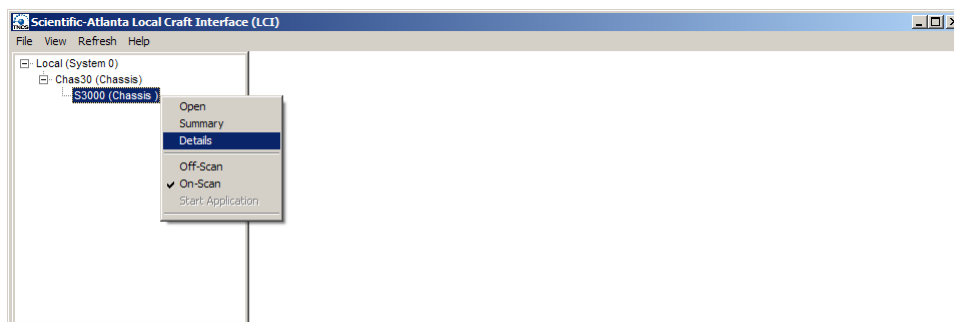 TNCS Scientific-Atlanta Local Craft Interface (LCI)
File View Refresh Help
Local (System 0)
Chas30 (Chassis)
S3000 (Chassis )
Open
Summary
Details
Off-Scan
On-Scan
Start Application